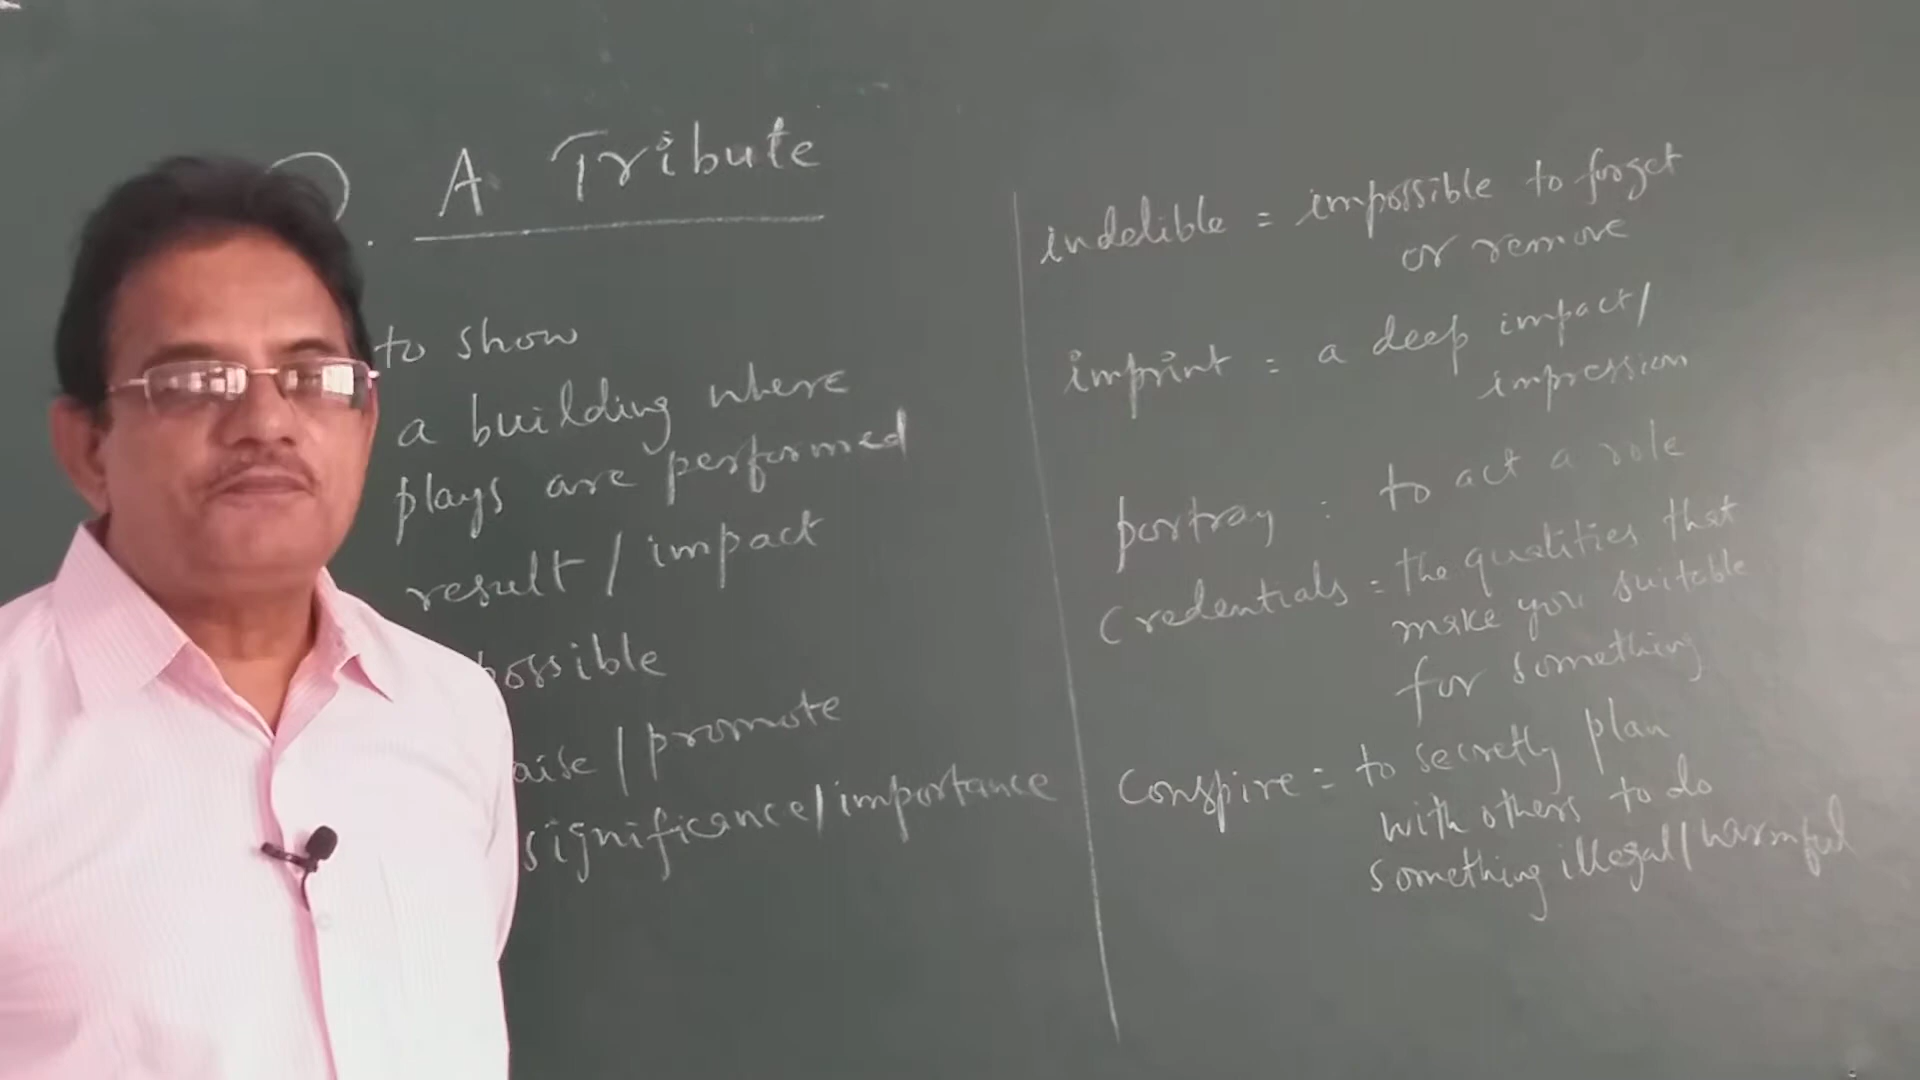 A Tribute
to show
a building where
plays are performed
result / impact
possible
aise / promote
significance / importance
indelible = impossible to forget
or remove
imprint : a deep impact/
impression
portray : to act a role
Credentials = the qualities that
make you suitable
for something
Conspire = to secretly plan
with others to do
something illegal / harmful